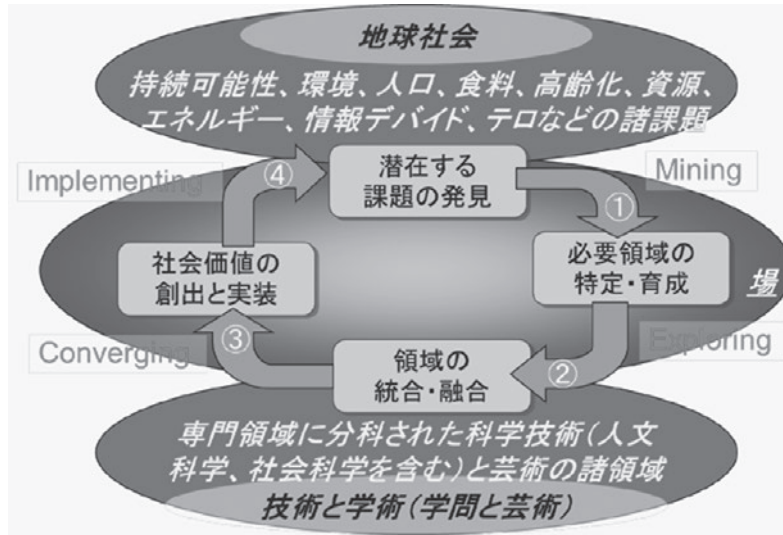 地球社会
持続可能性、環境、人口、食料、高齢化、資源、
エネルギー、情報デバイド、テロなどの諸課題
Implementing
④
潜在する
課題の発見
①
Mining
社会価値の
創出と実装
必要領域の
特定・育成
場
Converging
③
領域の
統合・融合
②
Exploring
専門領域に分科された科学技術(人文
科学、社会科学を含む)と芸術の諸領域
技術と学術(学問と芸術)